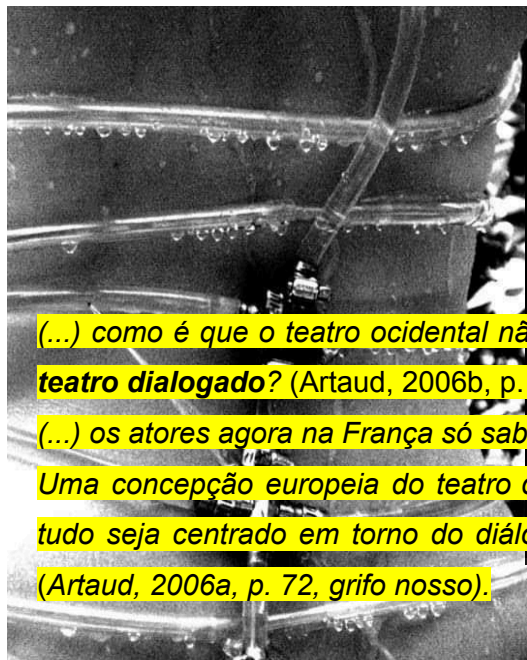 (...) como é que o teatro ocidental nã
teatro dialogado? (Artaud, 2006b, p.
(...) os atores agora na França só sab
Uma concepção europeia do teatro
tudo seja centrado em torno do diálo
(Artaud, 2006a, p. 72, grifo nosso).